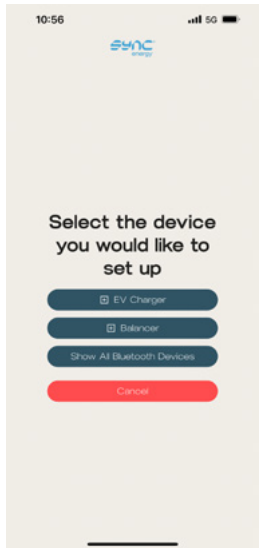 10:56
5G
sync
energy
Select the device
you would like to
set up
EV Charger
Balancer
Show All Bluetooth Devices
Cancel